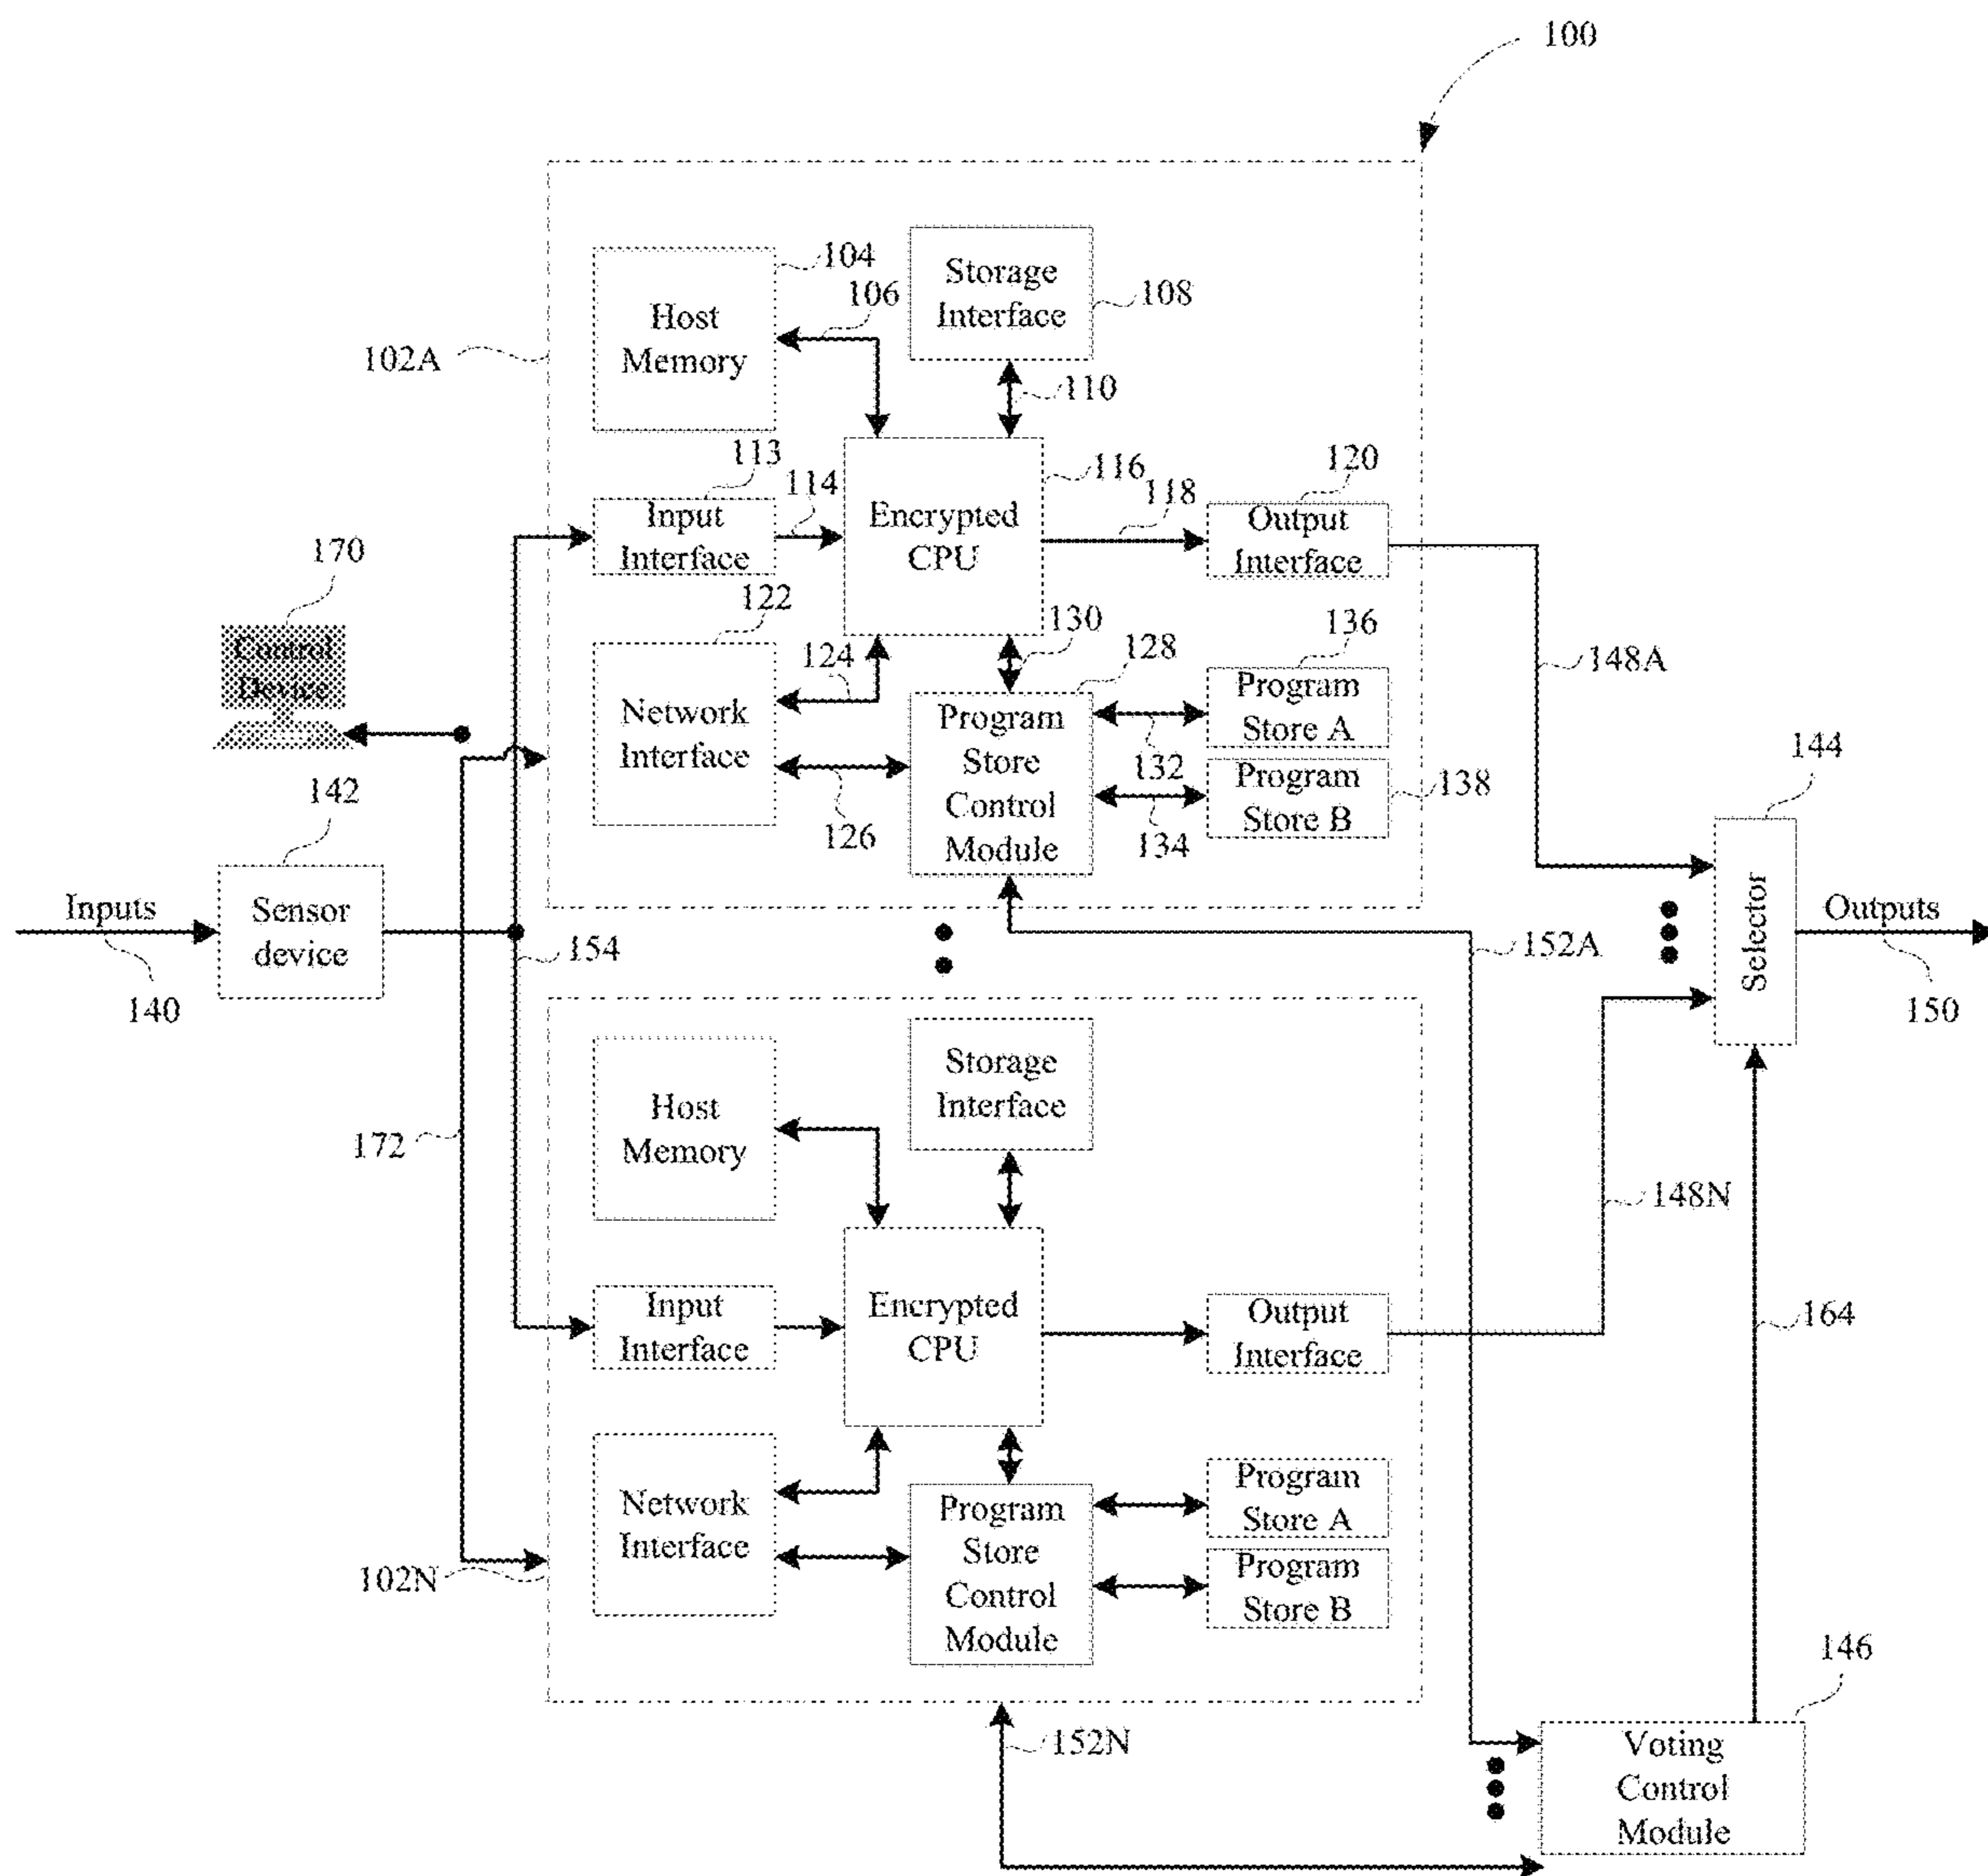 100
104
Storage
Interface
106
108
Host
Memory
102A
110
113
116
120
114
118
Input
Interface
Encrypted
CPU
Output
Interface
170
122
130
136
Control
Device
124
128
148A
Program
Store A
Network
Interface
Program
Store
Control
Module
132
144
142
Program
Store B
138
126
134
Inputs
Sensor
device
154
152A
Selector
Outputs
140
150
Storage
Interface
Host
Memory
172
148N
Input
Interface
Encrypted
CPU
Output
Interface
164
Network
Interface
Program
Store
Control
Module
Program
Store A
Program
Store B
102N
146
152N
Voting
Control
Module